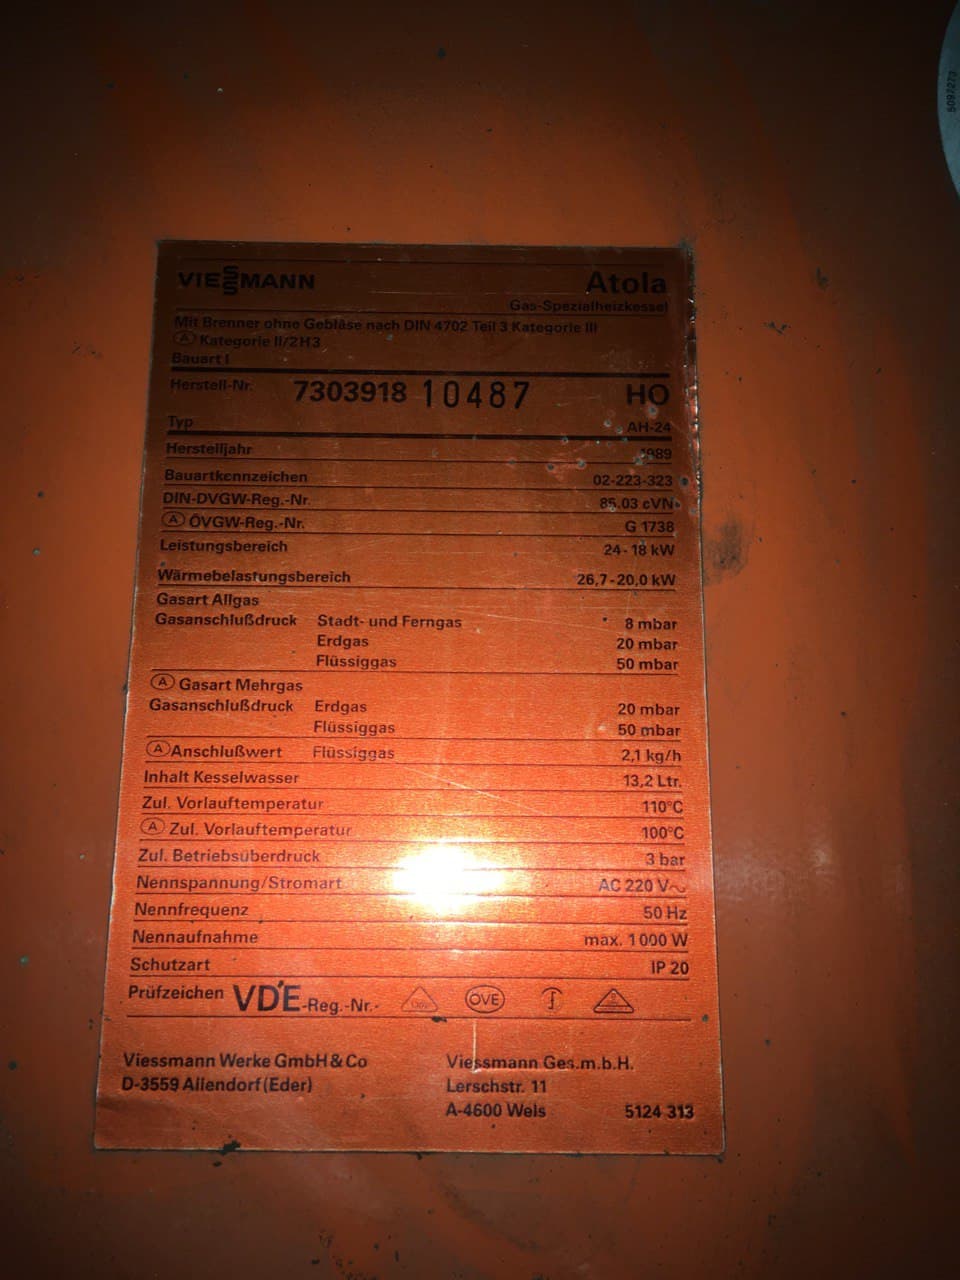 VIESSMANN Atola
Gas-Spezialheizkessel
Mit Brenner ohne Gebläse nach DIN 4702 Teil 3 Kategorie III
Ⓐ Kategorie II/2H3
Bauart I
Herstell-Nr. 7303918 10487 HO
Typ AH-24
Herstelljahr 1989
Bauartkennzeichen 02-223-323
DIN-DVGW-Reg.-Nr. 85.03 cVN
Ⓐ ÖVGW-Reg.-Nr. G 1738
Leistungsbereich 24-18 kW
Wärmebelastungsbereich 26,7-20,0 kW
Gasart Allgas
Gasanschlußdruck Stadt- und Ferngas 8 mbar
Erdgas 20 mbar
Flüssiggas 50 mbar
Ⓐ Gasart Mehrgas
Gasanschlußdruck Erdgas 20 mbar
Flüssiggas 50 mbar
Ⓐ Anschlußwert Flüssiggas 2,1 kg/h
Inhalt Kesselwasser 13,2 Ltr.
Zul. Vorlauftemperatur 110°C
Ⓐ Zul. Vorlauftemperatur 100°C
Zul. Betriebsüberdruck 3 bar
Nennspannung/Stromart AC 220 V~
Nennfrequenz 50 Hz
Nennaufnahme max. 1000 W
Schutzart IP 20
Prüfzeichen VDE-Reg.-Nr.- ÖVE
Viessmann Werke GmbH & Co Viessmann Ges.m.b.H.
D-3559 Allendorf (Eder) Lerschstr. 11
A-4600 Wels 5124 313